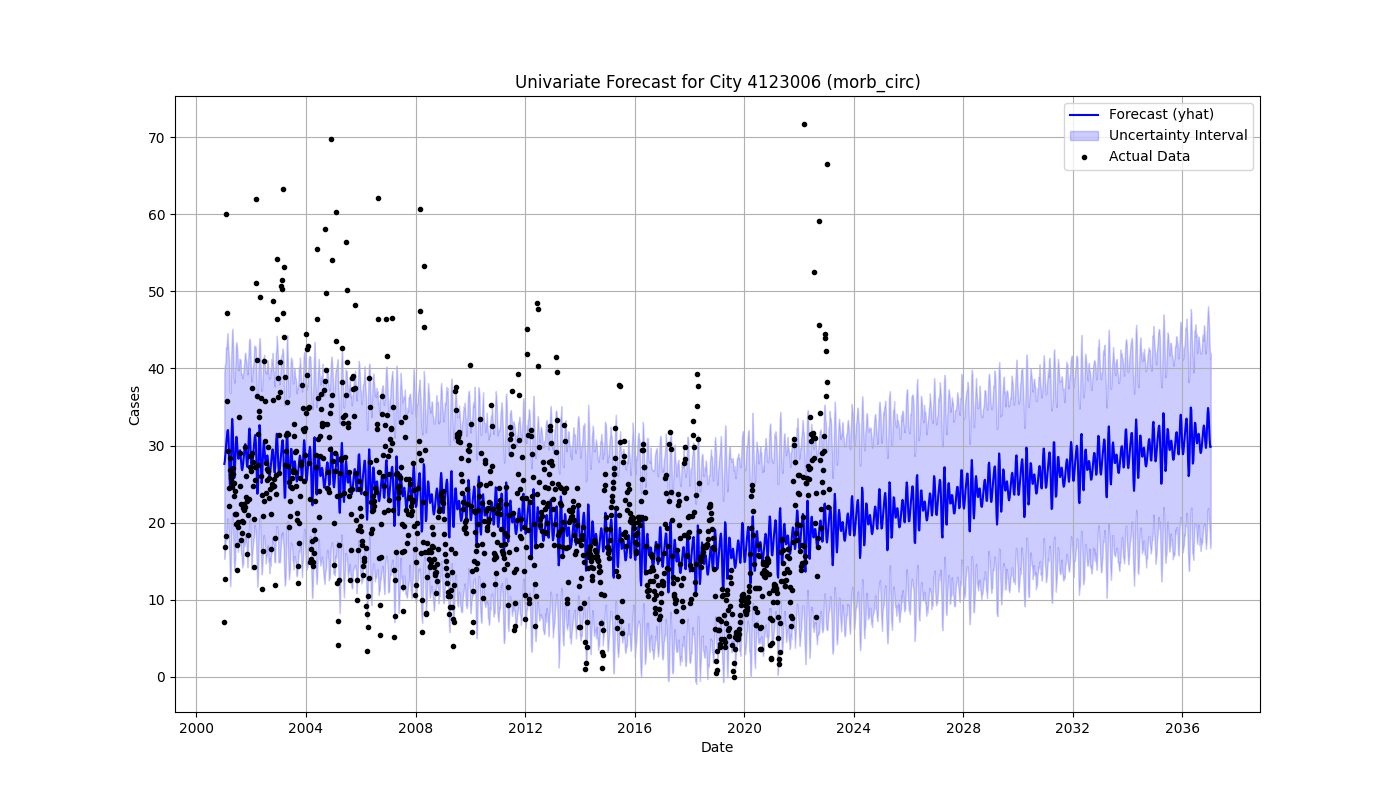 Univariate Forecast for City 4123006 (morb_circ)
Forecast (yhat)
Uncertainty Interval
Actual Data
Cases
70
60
50
40
30
20
10
0
2000 2004 2008 2012 2016 2020 2024 2028 2032 2036
Date